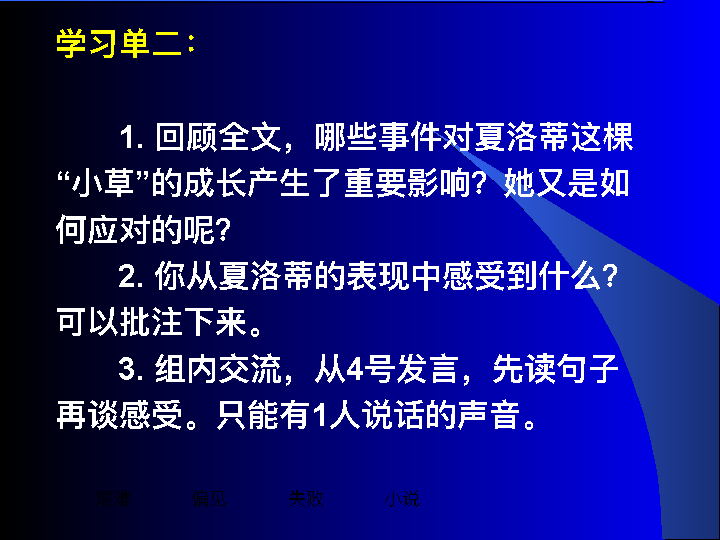 学习单二：
1. 回顾全文，哪些事件对夏洛蒂这棵
“小草”的成长产生了重要影响？她又是如
何应对的呢？
2. 你从夏洛蒂的表现中感受到什么？
可以批注下来。
3. 组内交流，从4号发言，先读句子
再谈感受。只能有1人说话的声音。
失败 小说